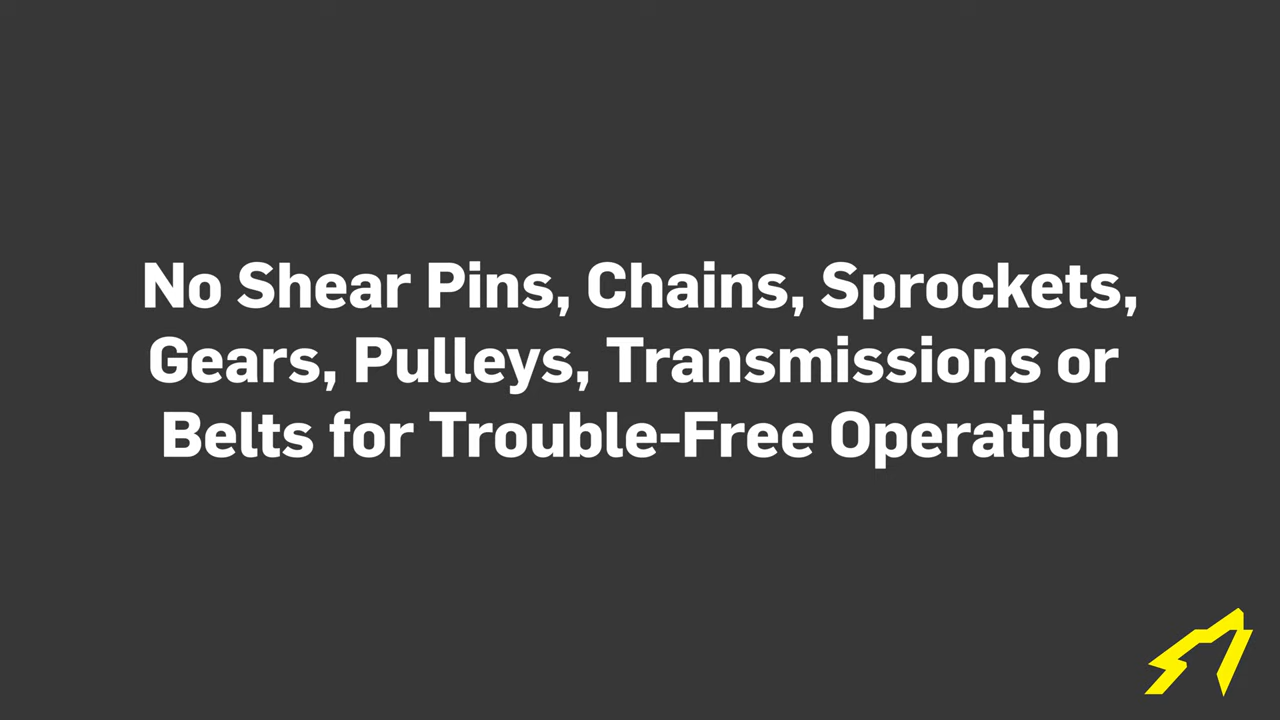 No Shear Pins, Chains, Sprockets,
Gears, Pulleys, Transmissions or
Belts for Trouble-Free Operation